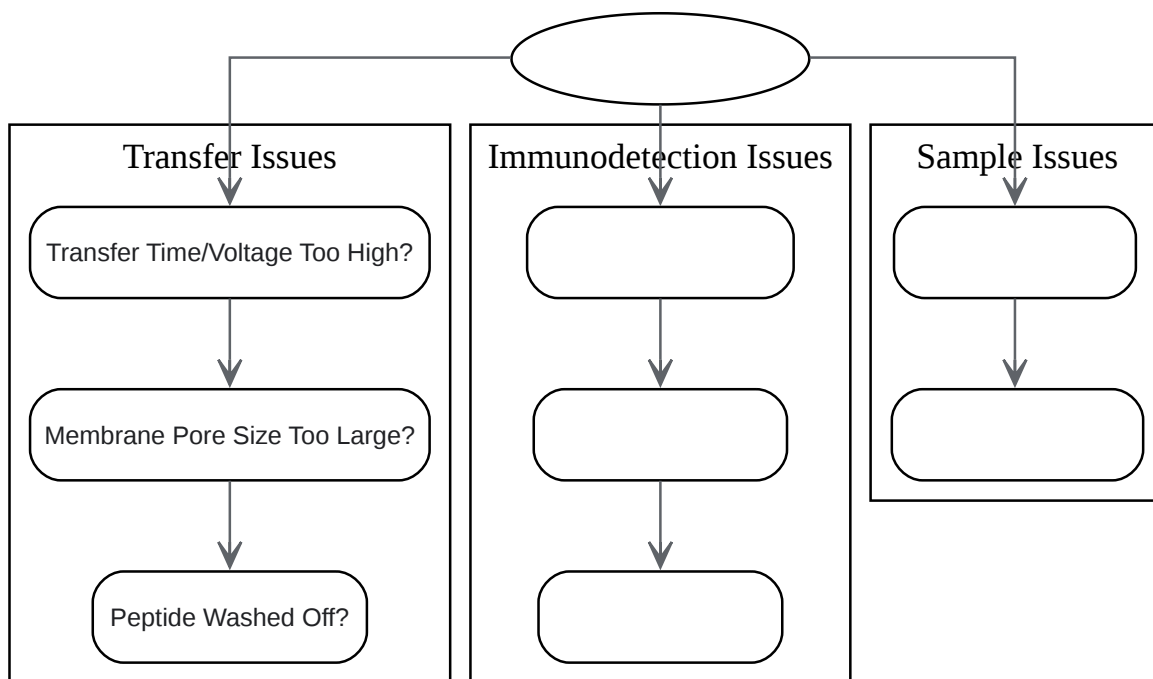 Transfer Issues
Transfer Time/Voltage Too High?
Membrane Pore Size Too Large?
Peptide Washed Off?
Immunodetection Issues
Sample Issues